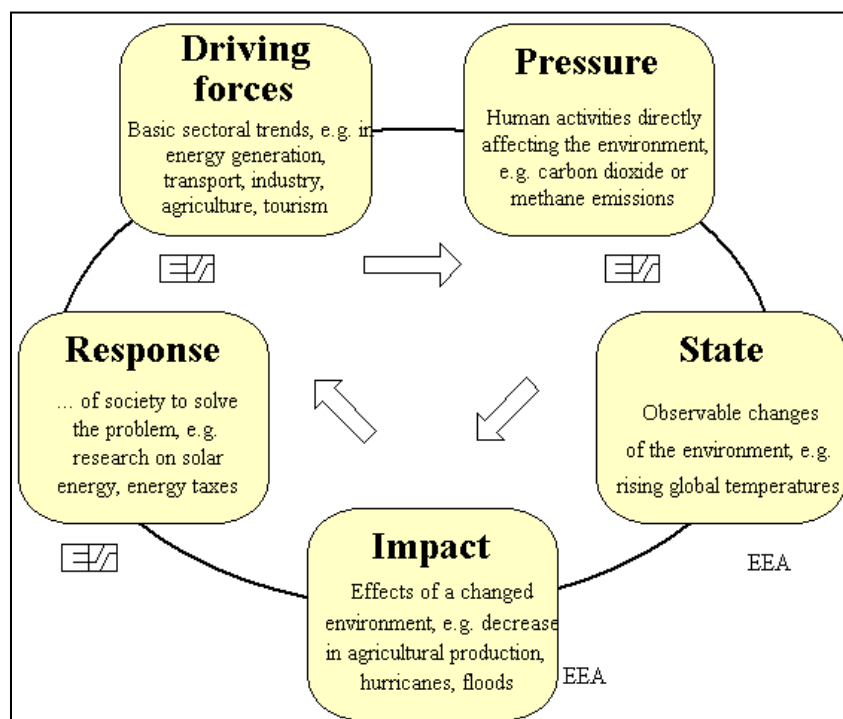 Driving
forces
Basic sectoral trends, e.g. in
energy generation,
transport, industry,
agriculture, tourism
Pressure
Human activities directly
affecting the environment,
e.g. carbon dioxide or
methane emissions
State
Observable changes
of the environment, e.g.
rising global temperatures
EEA
Impact
Effects of a changed
environment, e.g. decrease
in agricultural production,
hurricanes, floods
EEA
Response
... of society to solve
the problem, e.g.
research on solar
energy, energy taxes